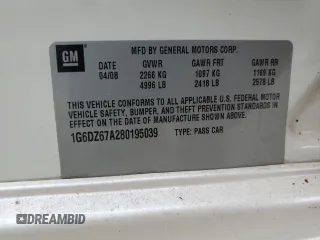 GM
MFD BY GENERAL MOTORS CORP.
DATE GVWR GAWR FRT GAWR RR
04/08 2266 KG 1097 KG 1169 KG
4996 LB 2418 LB 2578 LB
THIS VEHICLE CONFORMS TO ALL APPLICABLE U.S. FEDERAL MOTOR
VEHICLE SAFETY, BUMPER, AND THEFT PREVENTION STANDARDS
IN EFFECT ON THE DATE OF MANUFACTURE SHOWN ABOVE.
1G6DZ67A280195039 TYPE: PASS CAR
DREAMBID